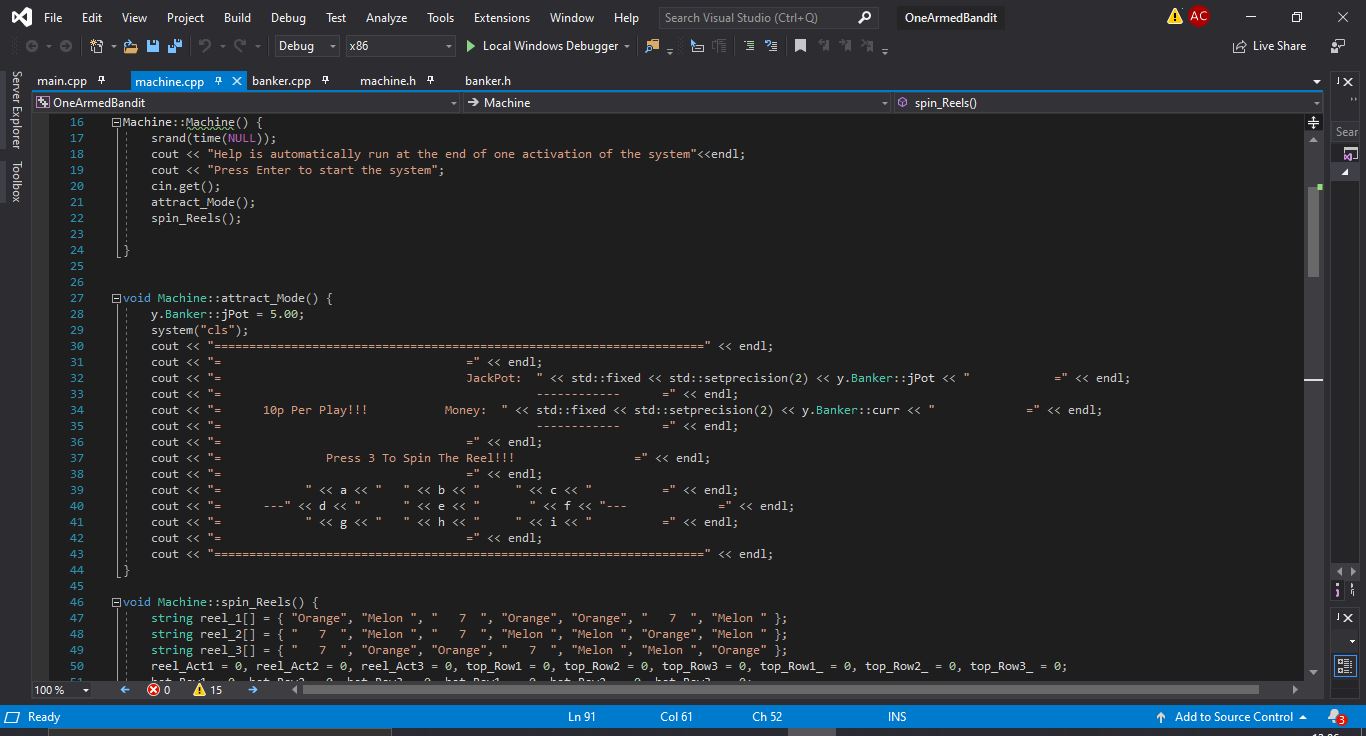 File Edit View Project Build Debug Test Analyze Tools Extensions Window Help Search Visual Studio (Ctrl+Q) OneArmedBandit AC
Debug x86 Local Windows Debugger Live Share
main.cpp machine.cpp banker.cpp machine.h banker.h
OneArmedBandit Machine spin_Reels()
Server Explorer
Toolbox
Sear
16 Machine::Machine() {
17 srand(time(NULL));
18 cout << "Help is automatically run at the end of one activation of the system"<<endl;
19 cout << "Press Enter to start the system";
20 cin.get();
21 attract_Mode();
22 spin_Reels();
23
24 }
25
26
27 void Machine::attract_Mode() {
28 y.Banker::jPot = 5.00;
29 system("cls");
30 cout << "======================================================================" << endl;
31 cout << "=                                   =" << endl;
32 cout << "=                                   JackPot:  " << std::fixed << std::setprecision(2) << y.Banker::jPot << "            =" << endl;
33 cout << "=                                             ------------      =" << endl;
34 cout << "=      10p Per Play!!!           Money:  " << std::fixed << std::setprecision(2) << y.Banker::curr << "             =" << endl;
35 cout << "=                                             ------------      =" << endl;
36 cout << "=                                   =" << endl;
37 cout << "=               Press 3 To Spin The Reel!!!                 =" << endl;
38 cout << "=                                   =" << endl;
39 cout << "=            " << a << "   " << b << "     " << c << "          =" << endl;
40 cout << "=      ---" << d << "      " << e << "       " << f << "---             =" << endl;
41 cout << "=            " << g << "   " << h << "     " << i << "          =" << endl;
42 cout << "=                                   =" << endl;
43 cout << "======================================================================" << endl;
44 }
45
46 void Machine::spin_Reels() {
47 string reel_1[] = { "Orange", "Melon ", "   7  ", "Orange", "Orange", "   7  ", "Melon " };
48 string reel_2[] = { "   7  ", "Melon ", "   7  ", "Melon ", "Melon ", "Orange", "Melon " };
49 string reel_3[] = { "   7  ", "Orange", "Orange", "   7  ", "Melon ", "Melon ", "Orange" };
50 reel_Act1 = 0, reel_Act2 = 0, reel_Act3 = 0, top_Row1 = 0, top_Row2 = 0, top_Row3 = 0, top_Row1_ = 0, top_Row2_ = 0, top_Row3_ = 0;
100 % 0 15
Ready Ln 91 Col 61 Ch 52 INS Add to Source Control 3